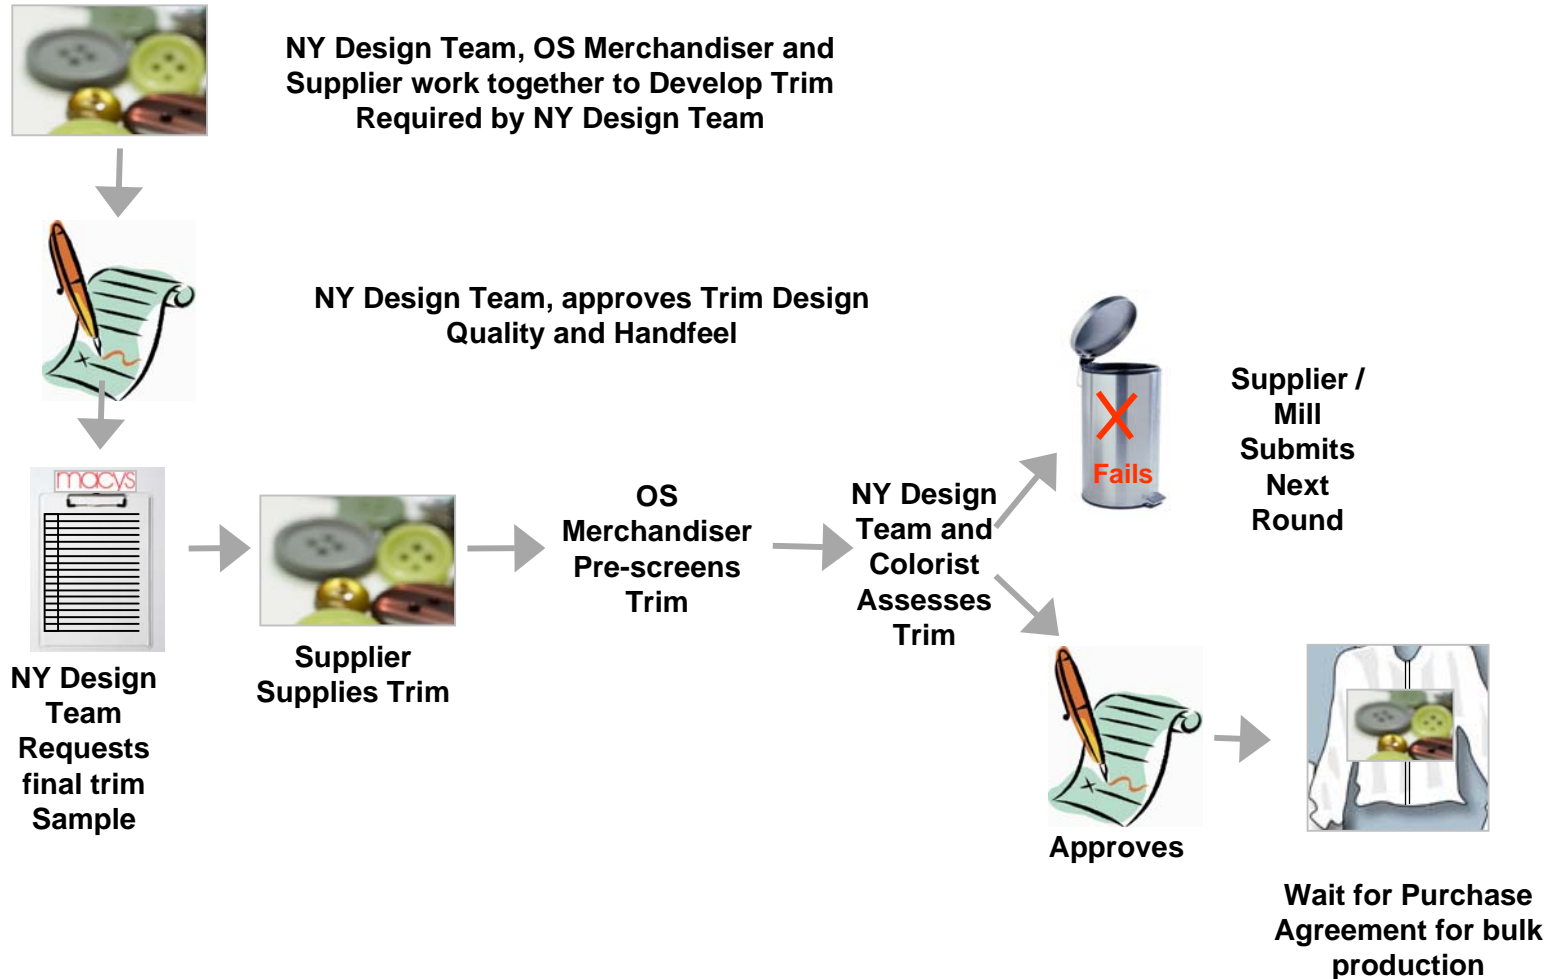 NY Design Team, OS Merchandiser and
Supplier work together to Develop Trim
Required by NY Design Team
NY Design Team, approves Trim Design
Quality and Handfeel
x
macys
NY Design
Team
Requests
final trim
Sample
Supplier
Supplies Trim
OS
Merchandiser
Pre-screens
Trim
NY Design
Team and
Colorist
Assesses
Trim
X
Fails
Supplier /
Mill
Submits
Next
Round
x
Approves
Wait for Purchase
Agreement for bulk
production